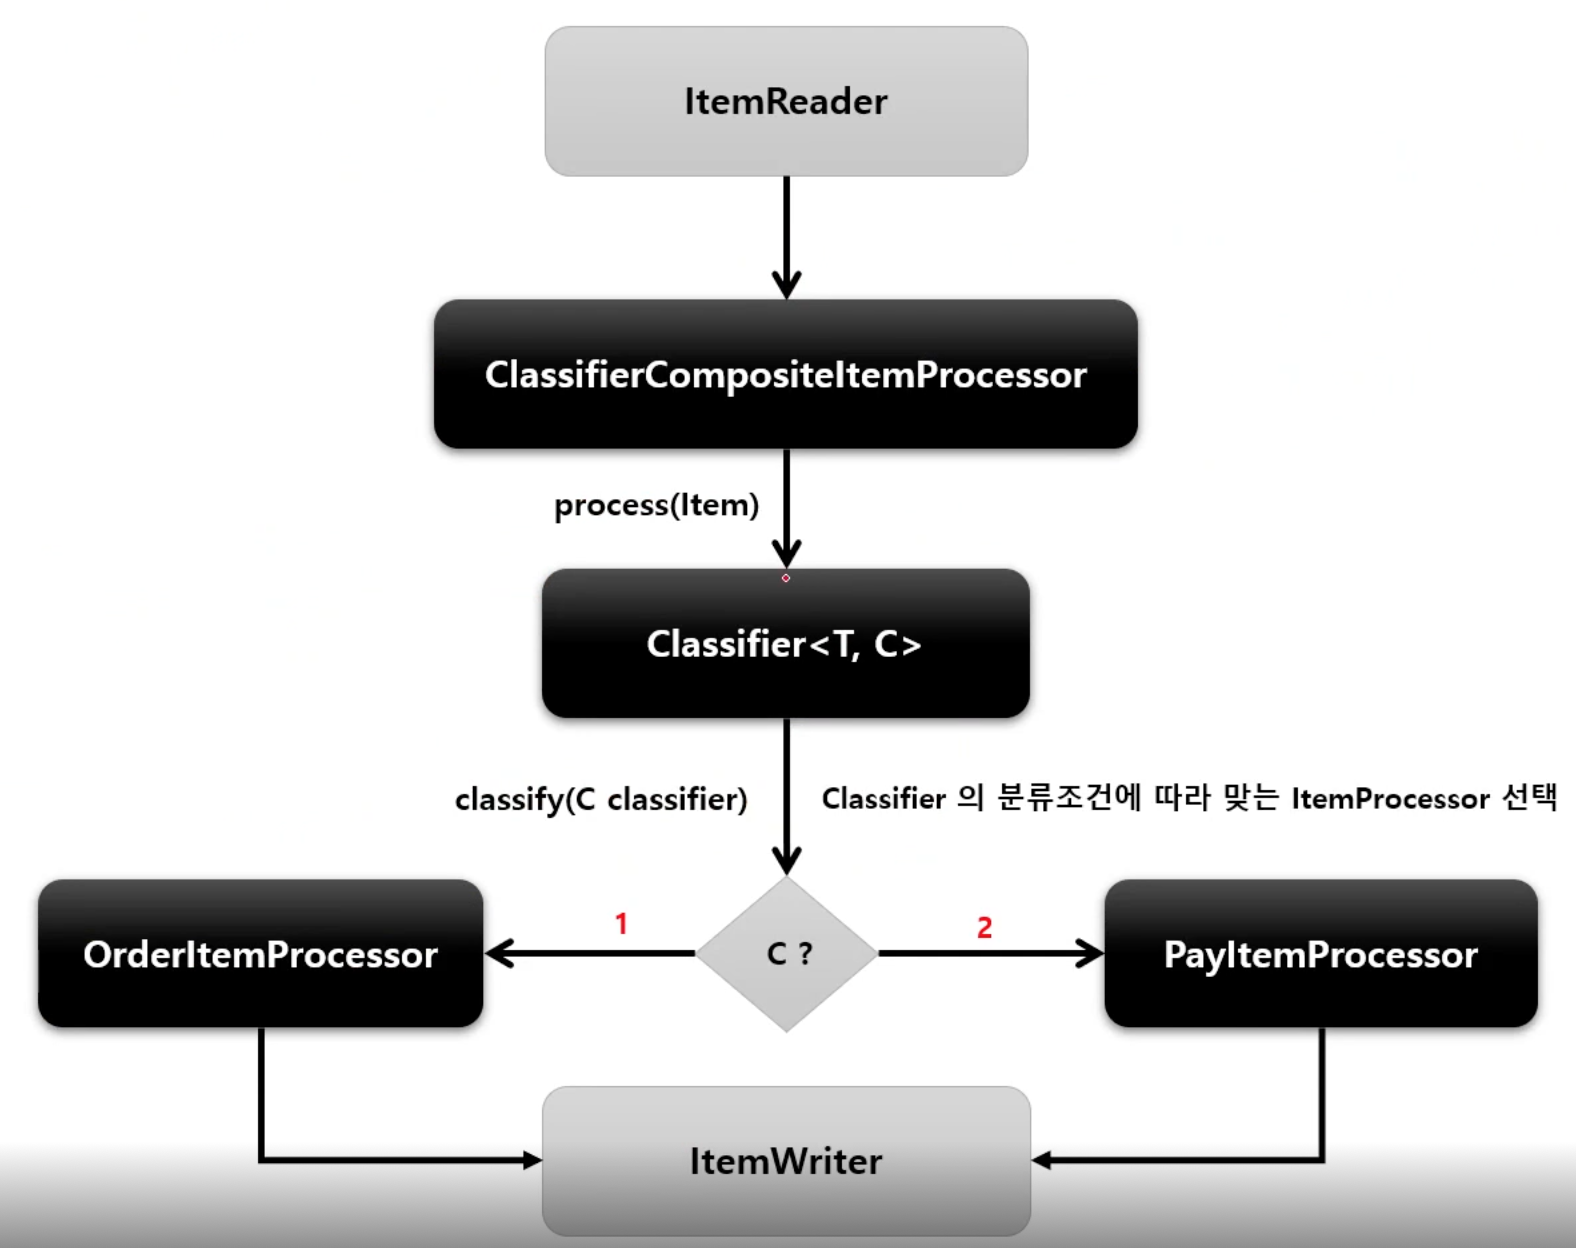 ItemReader
ClassifierCompositeItemProcessor
process(Item)
Classifier<T, C>
classify(C classifier)
Classifier 의 분류조건에 따라 맞는 ItemProcessor 선택
OrderItemProcessor
1
C ?
2
PayItemProcessor
ItemWriter